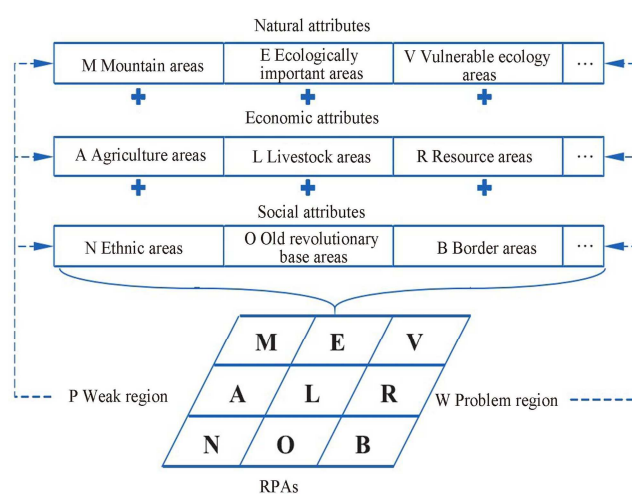 Natural attributes
M Mountain areas
E Ecologically
important areas
V Vulnerable ecology
areas
...
Economic attributes
A Agriculture areas
L Livestock areas
R Resource areas
...
Social attributes
N Ethnic areas
O Old revolutionary
base areas
B Border areas
...
M E V
P Weak region
A L R
W Problem region
N O B
RPAs